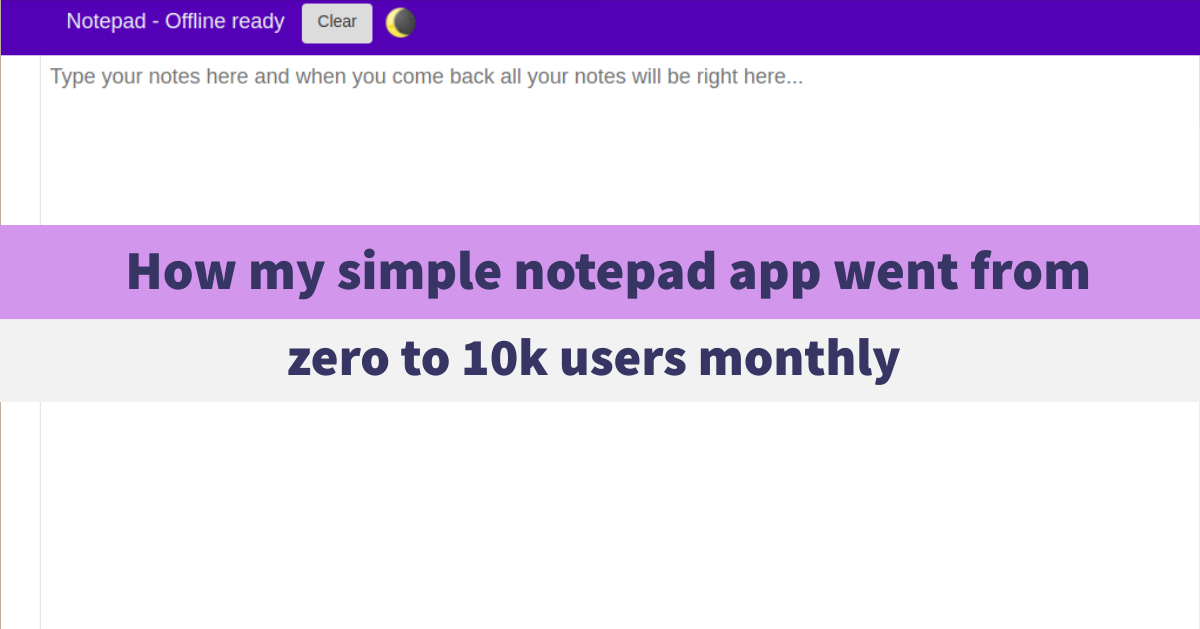 Notepad - Offline ready Clear
Type your notes here and when you come back all your notes will be right here...
How my simple notepad app went from
zero to 10k users monthly